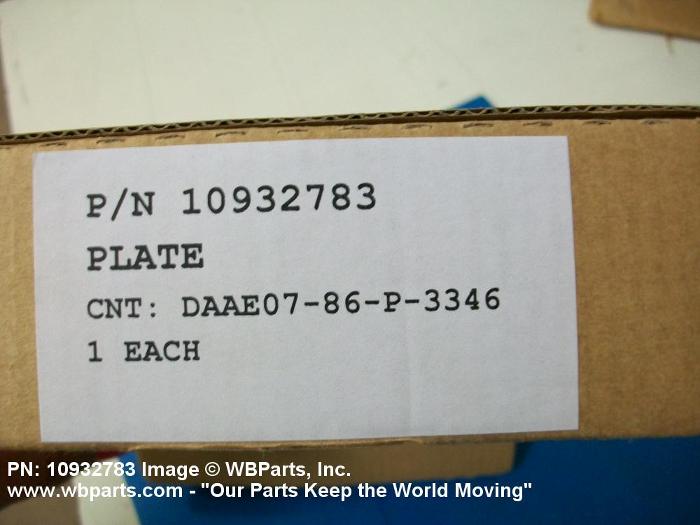 P/N 10932783
PLATE
CNT: DAAE07-86-P-3346
1 EACH
PN: 10932783 Image © WBParts, Inc.
www.wbparts.com - "Our Parts Keep the World Moving"